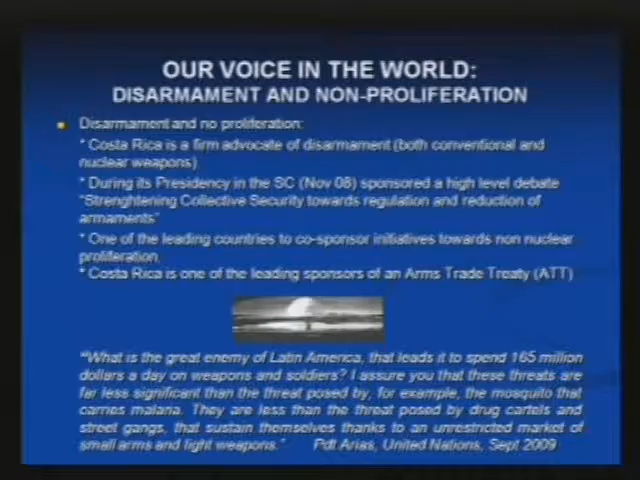 OUR VOICE IN THE WORLD:
DISARMAMENT AND NON-PROLIFERATION
Disarmament and no proliferation:
* Costa Rica is a firm advocate of disarmament (both conventional and
nuclear weapons)
* During its Presidency in the SC (Nov 08) sponsored a high level debate
"Strenghtening Collective Security towards regulation and reduction of
armaments"
* One of the leading countries to co-sponsor initiatives towards non nuclear
proliferation.
* Costa Rica is one of the leading sponsors of an Arms Trade Treaty (ATT)
"What is the great enemy of Latin America, that leads it to spend 165 million
dollars a day on weapons and soldiers? I assure you that these threats are
far less significant than the threat posed by, for example, the mosquito that
carries malaria. They are less than the threat posed by drug cartels and
street gangs, that sustain themselves thanks to an unrestricted market of
small arms and light weapons." Pdt Arias, United Nations, Sept 2009